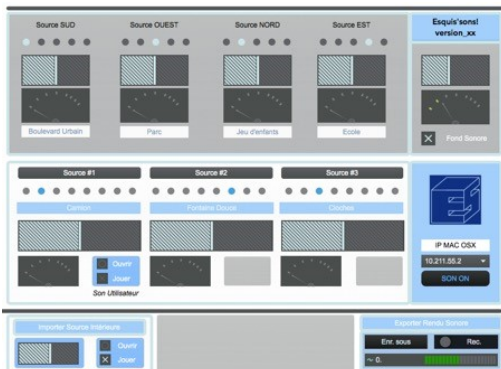 Source SUD
Source OUEST
Source NORD
Source EST
Esquis'sons!
version_xx
Boulevard Urbain
Parc
Jeu d'enfants
Ecole
Fond Sonore
Source #1
Source #2
Source #3
Camion
Fontaine Douce
Cloches
Ouvrir
Jouer
Son Utilisateur
IP MAC OSX
10.211.55.2
SON ON
Importer Source Intérieure
Ouvrir
Jouer
Exporter Rendu Sonore
Enr. sous
Rec.
~ 0.